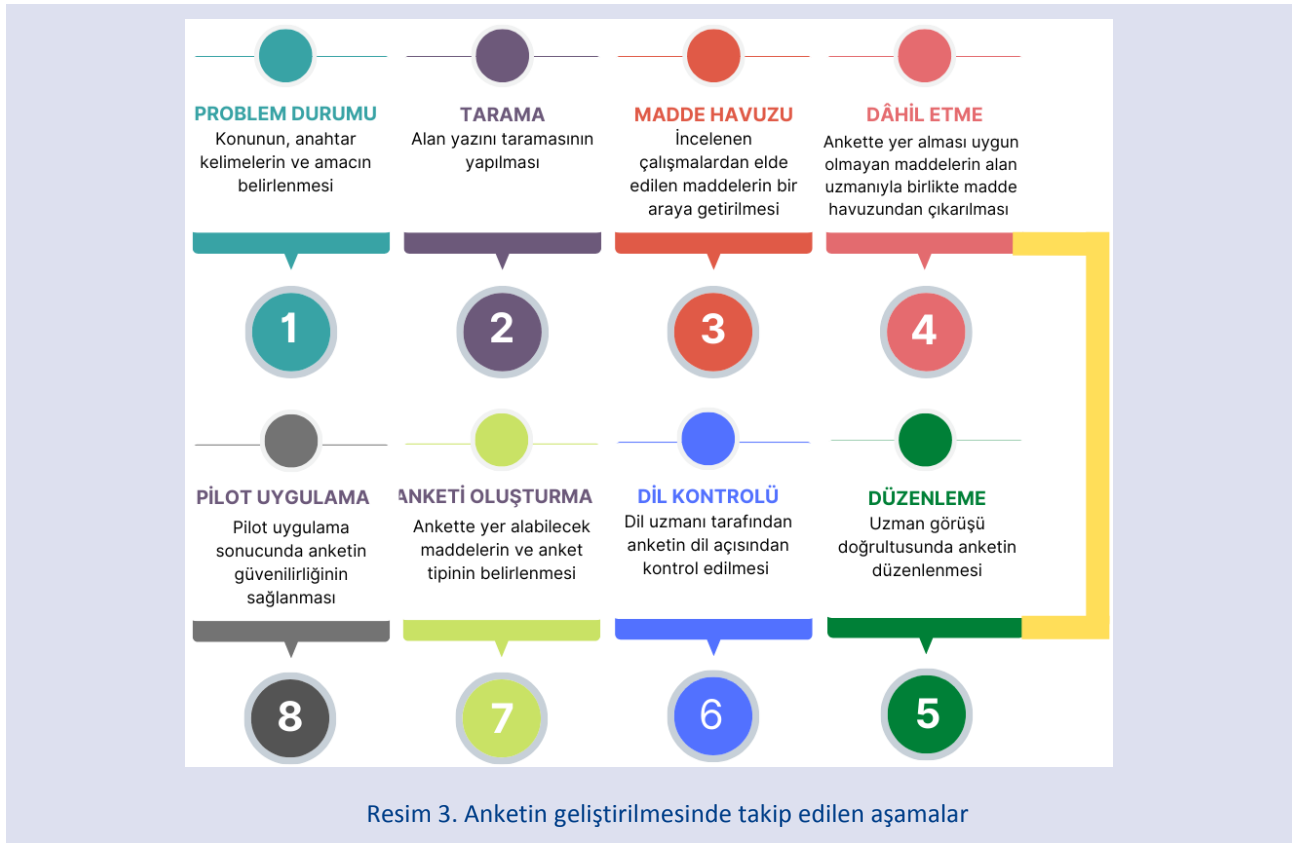 PROBLEM DURUMU
Konunun, anahtar
kelimelerin ve amacın
belirlenmesi
1
TARAMA
Alan yazını taramasının
yapılması
2
MADDE HAVUZU
İncelenen
çalışmalardan elde
edilen maddelerin bir
araya getirilmesi
3
DÂHİL ETME
Ankette yer alması uygun
olmayan maddelerin alan
uzmanıyla birlikte madde
havuzundan çıkarılması
4
DÜZENLEME
Uzman görüşü
doğrultusunda anketin
düzenlenmesi
5
DİL KONTROLÜ
Dil uzmanı tarafından
anketin dil açısından
kontrol edilmesi
6
ANKETİ OLUŞTURMA
Ankette yer alabilecek
maddelerin ve anket
tipinin belirlenmesi
7
PİLOT UYGULAMA
Pilot uygulama
sonucunda anketin
güvenilirliğinin
sağlanması
8
Resim 3. Anketin geliştirilmesinde takip edilen aşamalar